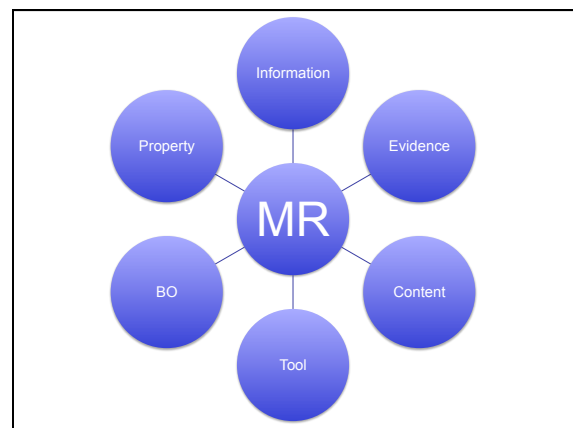 Information
Property
Evidence
MR
BO
Content
Tool